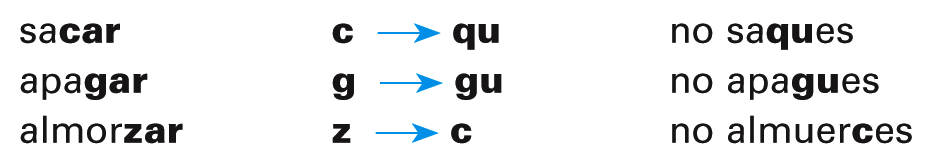 sacar c → qu no saques
apagar g → gu no apagues
almorzar z → c no almuerces